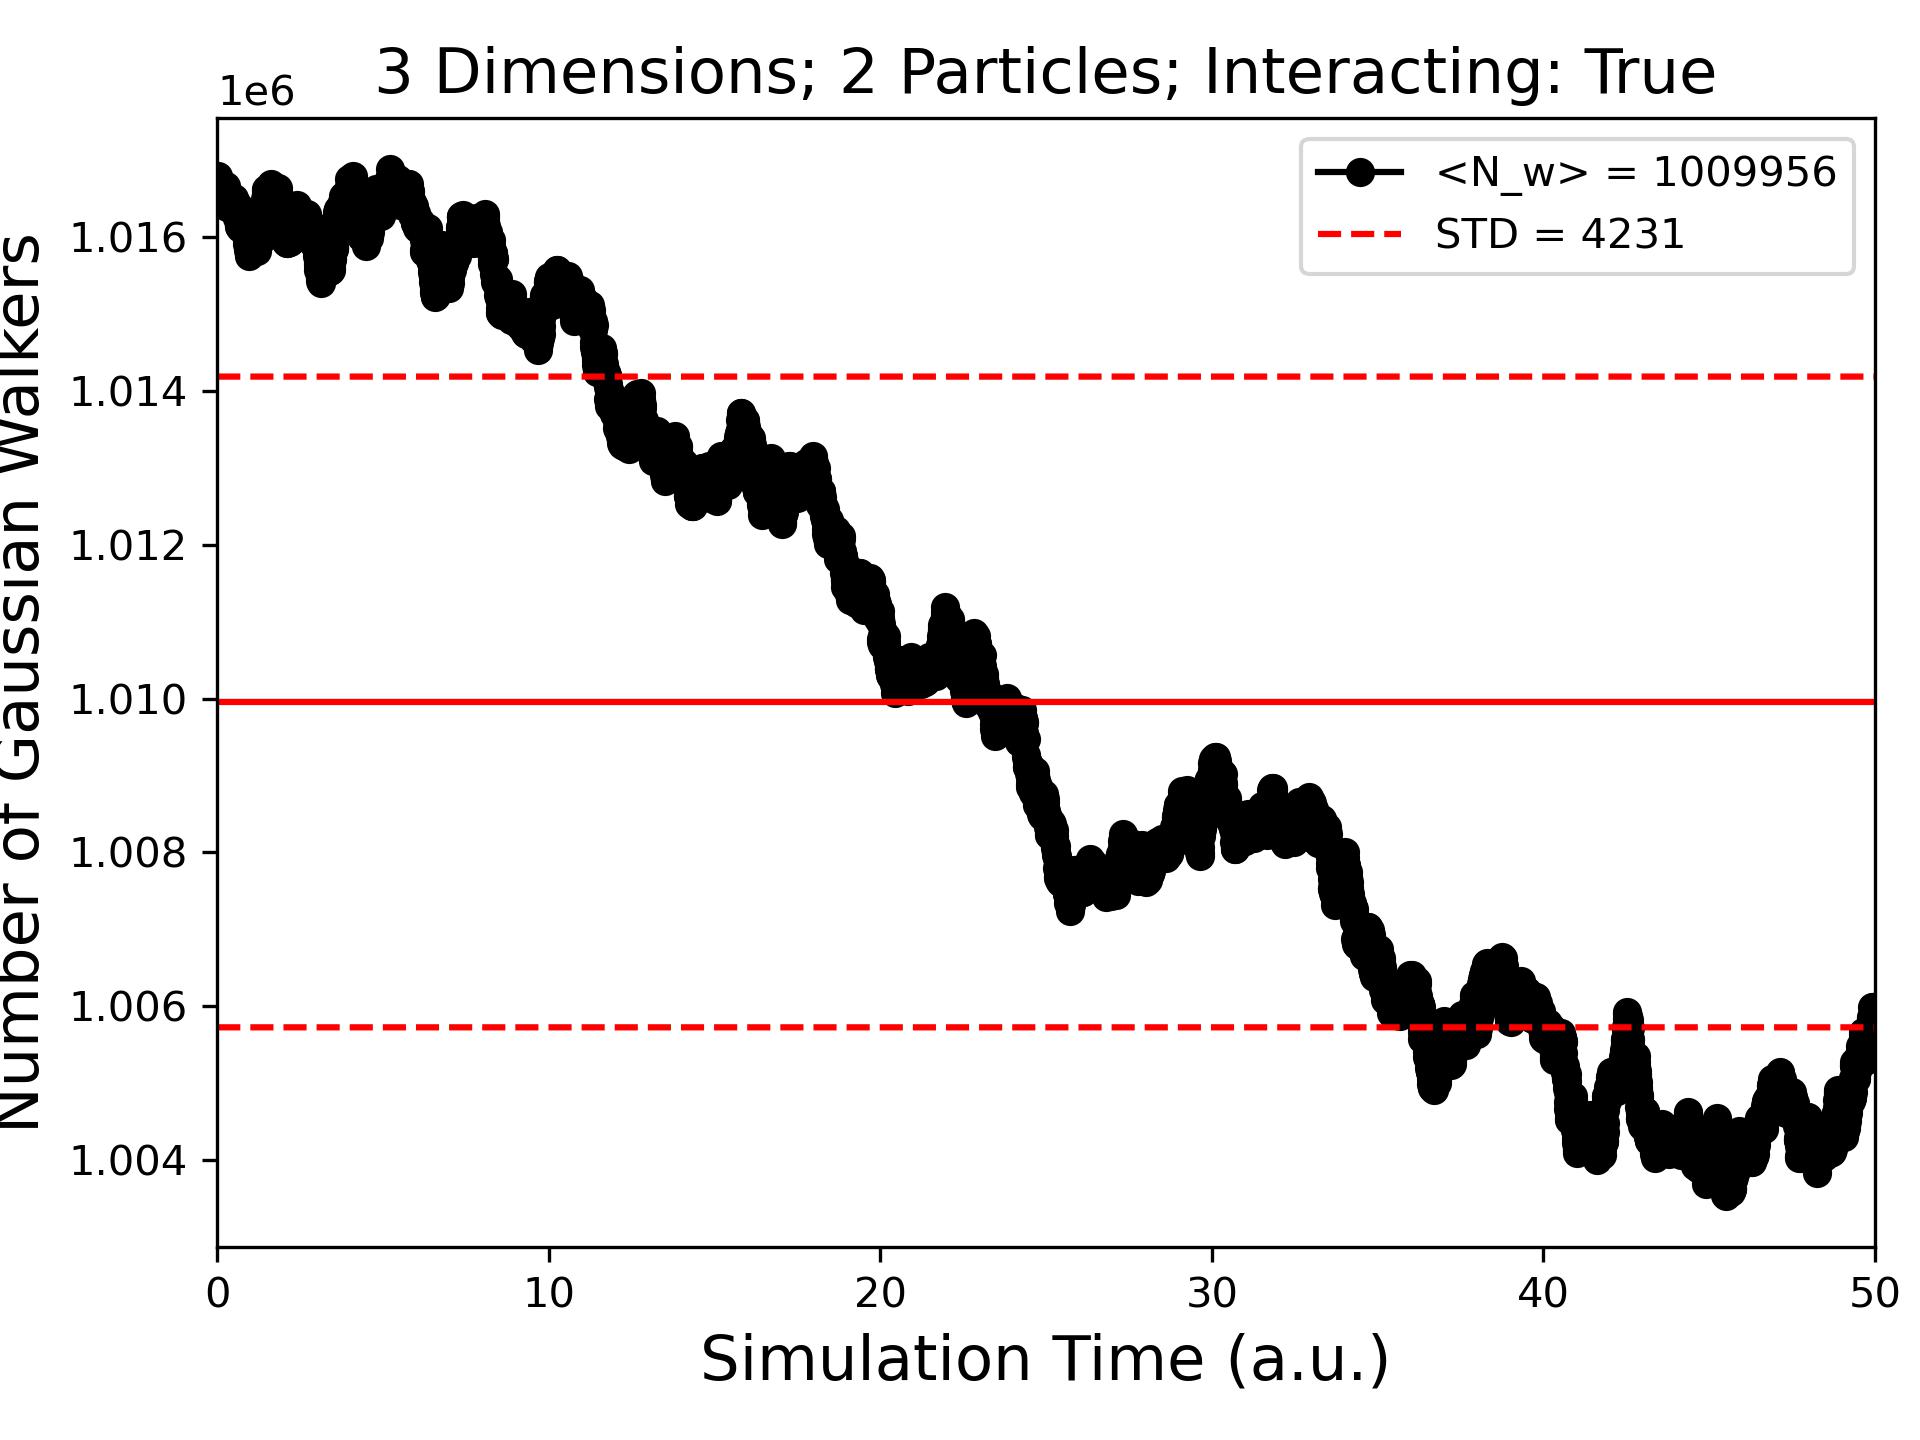 3 Dimensions; 2 Particles; Interacting: True
1e6
<N_w> = 1009956
STD = 4231
Number of Gaussian Walkers
1.016
1.014
1.012
1.010
1.008
1.006
1.004
0 10 20 30 40 50
Simulation Time (a.u.)